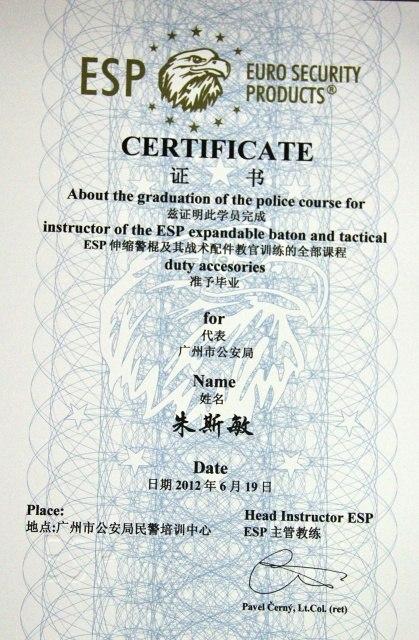 ESP
EURO SECURITY
PRODUCTS®
CERTIFICATE
证 书
About the graduation of the police course for
兹证明此学员完成
instructor of the ESP expandable baton and tactical
ESP 伸缩警棍及其战术配件教官训练的全部课程
duty accesories
准予毕业
for
代表
广州市公安局
Name
姓名
朱斯敏
Date
日期 2012 年 6 月 19 日
Place:
地点:广州市公安局民警培训中心
Head Instructor ESP
ESP 主管教练
Pavel Černý, Lt.Col. (ret)